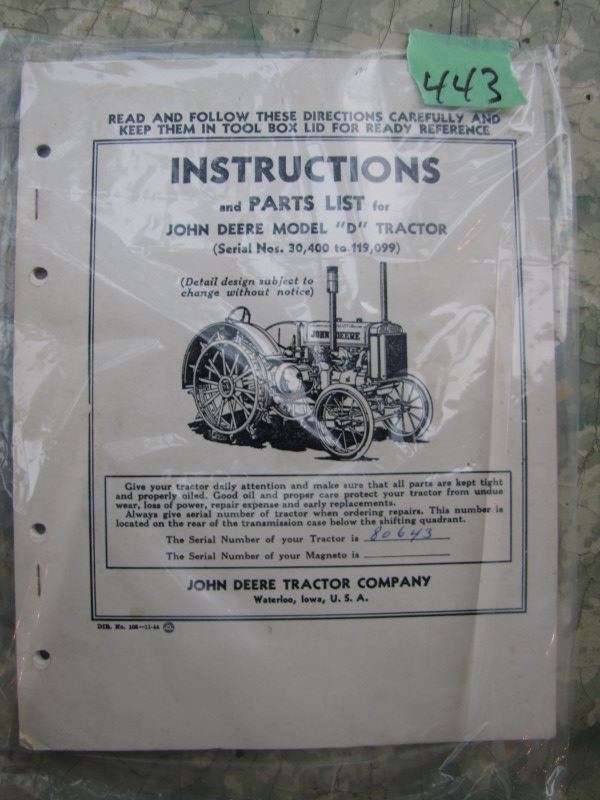 443
READ AND FOLLOW THESE DIRECTIONS CAREFULLY AND
KEEP THEM IN TOOL BOX LID FOR READY REFERENCE
INSTRUCTIONS
and PARTS LIST for
JOHN DEERE MODEL "D" TRACTOR
(Serial Nos. 30,400 to 119,099)
(Detail design subject to
change without notice)
JOHN DEERE
Give your tractor daily attention and make sure that all parts are kept tight
and properly oiled. Good oil and proper care protect your tractor from undue
wear, loss of power, repair expense and early replacements.
Always give serial number of tractor when ordering repairs. This number is
located on the rear of the transmission case below the shifting quadrant.
The Serial Number of your Tractor is 80643
The Serial Number of your Magneto is
JOHN DEERE TRACTOR COMPANY
Waterloo, Iowa, U. S. A.
DIR. No. 106—11-44